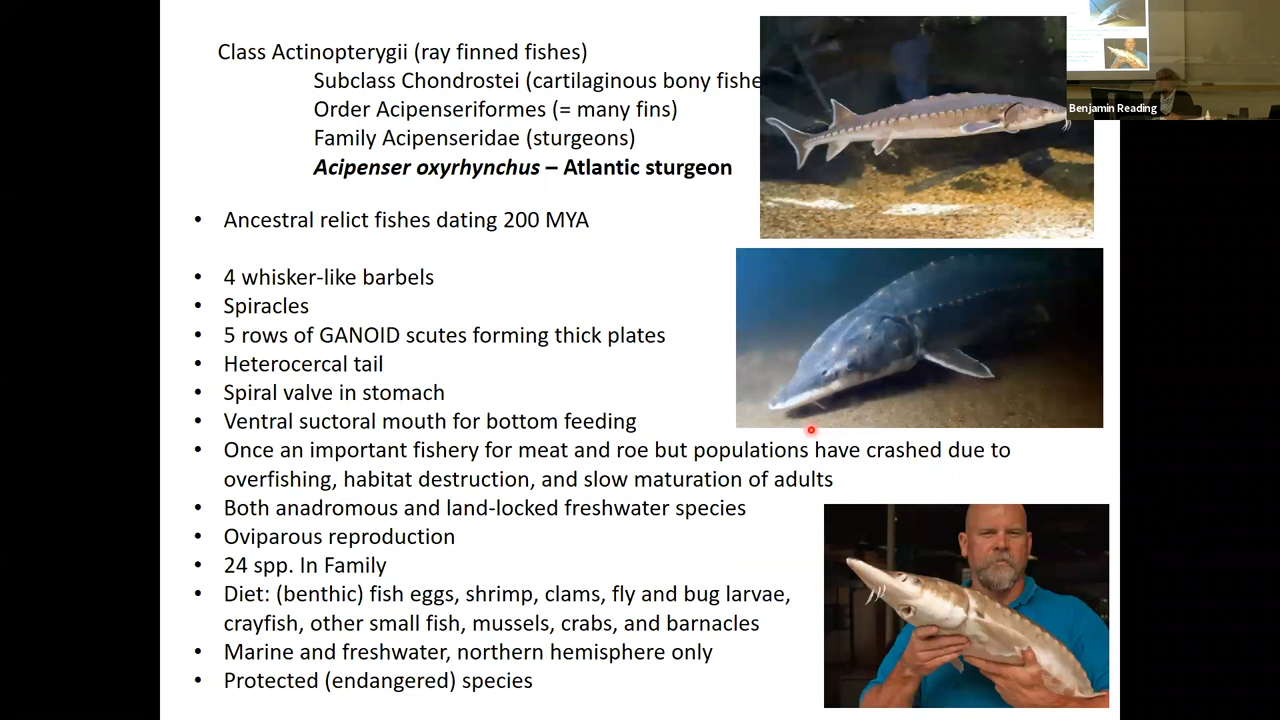 Class Actinopterygii (ray finned fishes)
Subclass Chondrostei (cartilaginous bony fishe
Order Acipenseriformes (= many fins)
Family Acipenseridae (sturgeons)
Acipenser oxyrhynchus – Atlantic sturgeon
• Ancestral relict fishes dating 200 MYA
• 4 whisker-like barbels
• Spiracles
• 5 rows of GANOID scutes forming thick plates
• Heterocercal tail
• Spiral valve in stomach
• Ventral suctoral mouth for bottom feeding
• Once an important fishery for meat and roe but populations have crashed due to
overfishing, habitat destruction, and slow maturation of adults
• Both anadromous and land-locked freshwater species
• Oviparous reproduction
• 24 spp. In Family
• Diet: (benthic) fish eggs, shrimp, clams, fly and bug larvae,
crayfish, other small fish, mussels, crabs, and barnacles
• Marine and freshwater, northern hemisphere only
• Protected (endangered) species
Benjamin Reading